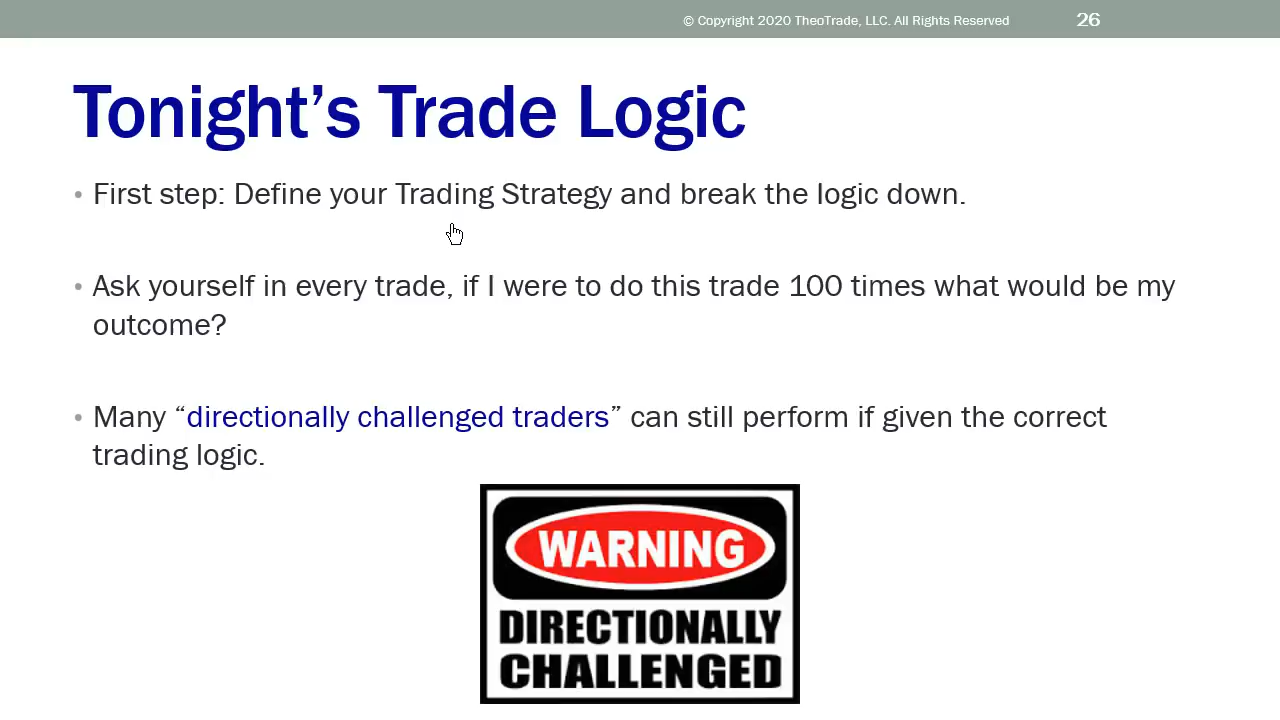 © Copyright 2020 TheoTrade, LLC. All Rights Reserved 26
Tonight’s Trade Logic
• First step: Define your Trading Strategy and break the logic down.
• Ask yourself in every trade, if I were to do this trade 100 times what would be my
outcome?
• Many “directionally challenged traders” can still perform if given the correct
trading logic.
WARNING
DIRECTIONALLY
CHALLENGED